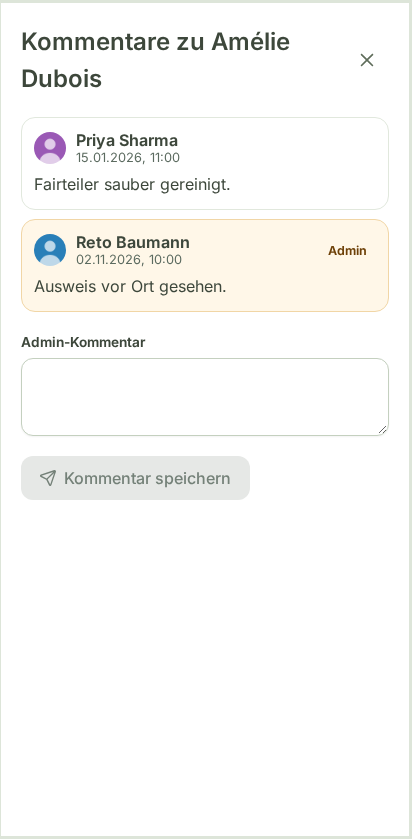 Kommentare zu Amélie
Dubois
Priya Sharma
15.01.2026, 11:00
Fairteiler sauber gereinigt.
Reto Baumann
02.11.2026, 10:00
Admin
Ausweis vor Ort gesehen.
Admin-Kommentar
Kommentar speichern